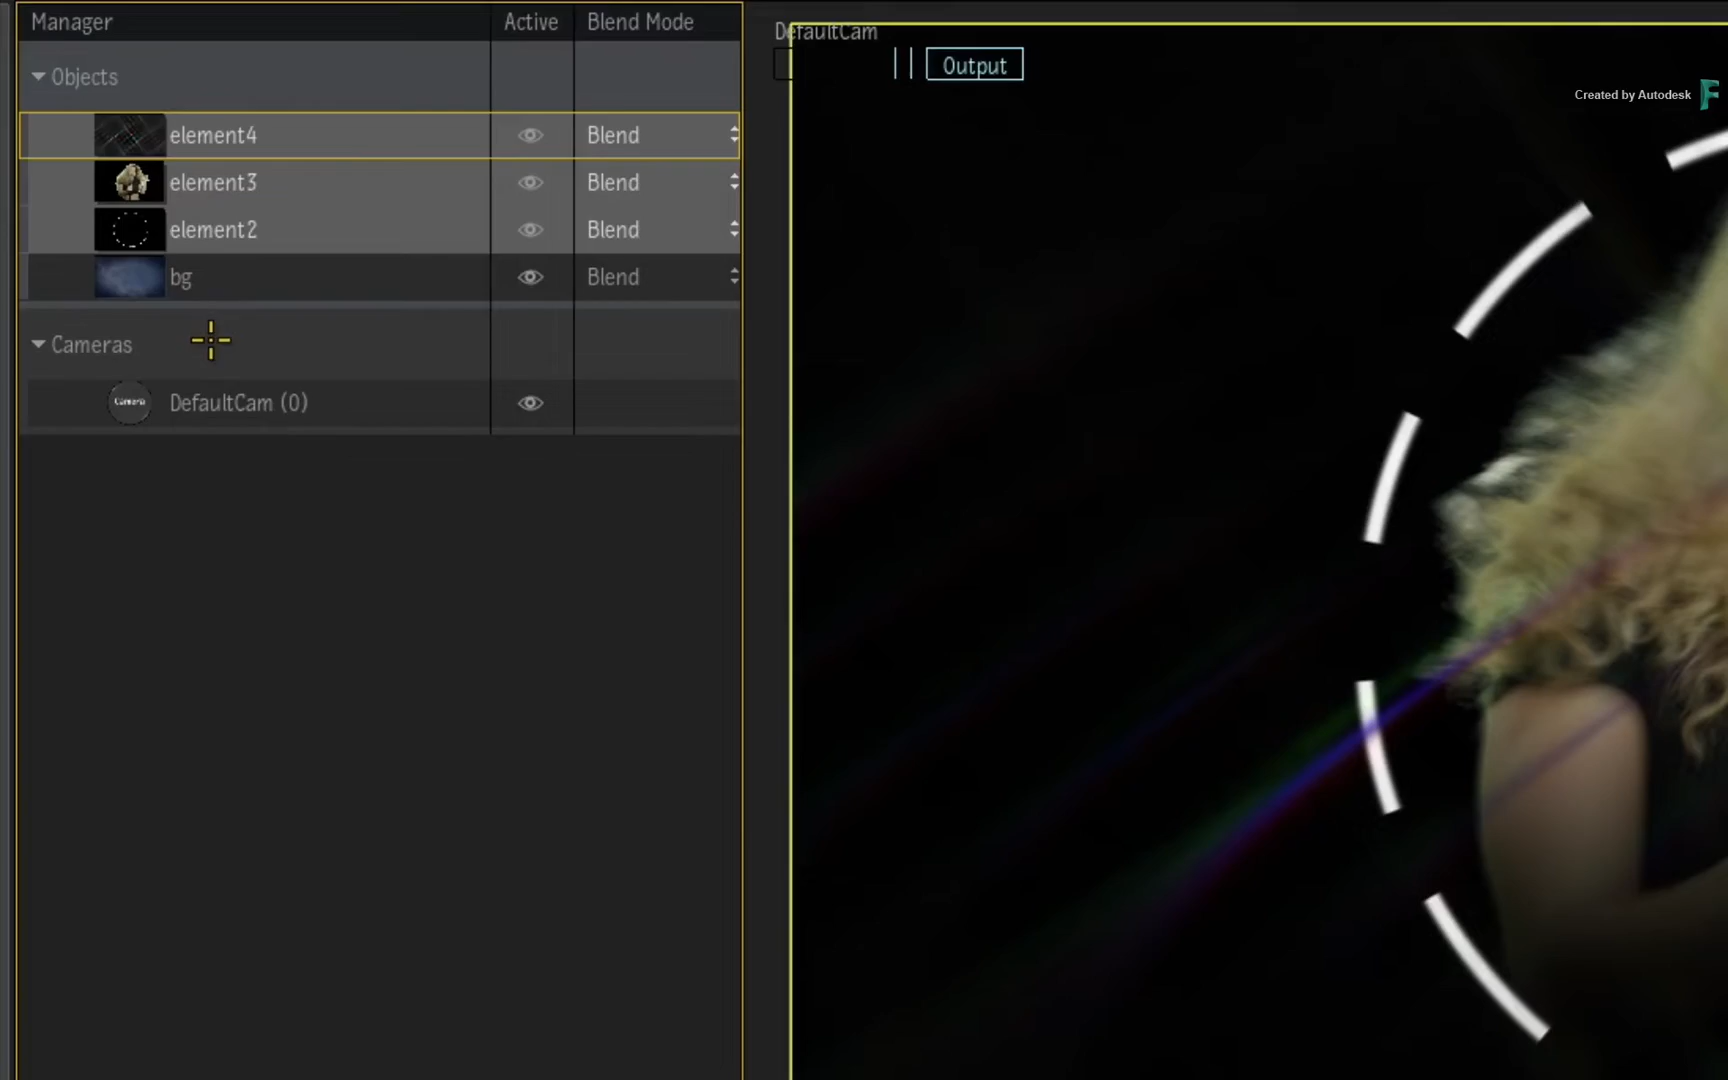 Manager Active Blend Mode
Objects
element4 Blend
element3 Blend
element2 Blend
bg Blend
Cameras
Camera DefaultCam (0)
DefaultCam
Output
Created by Autodesk